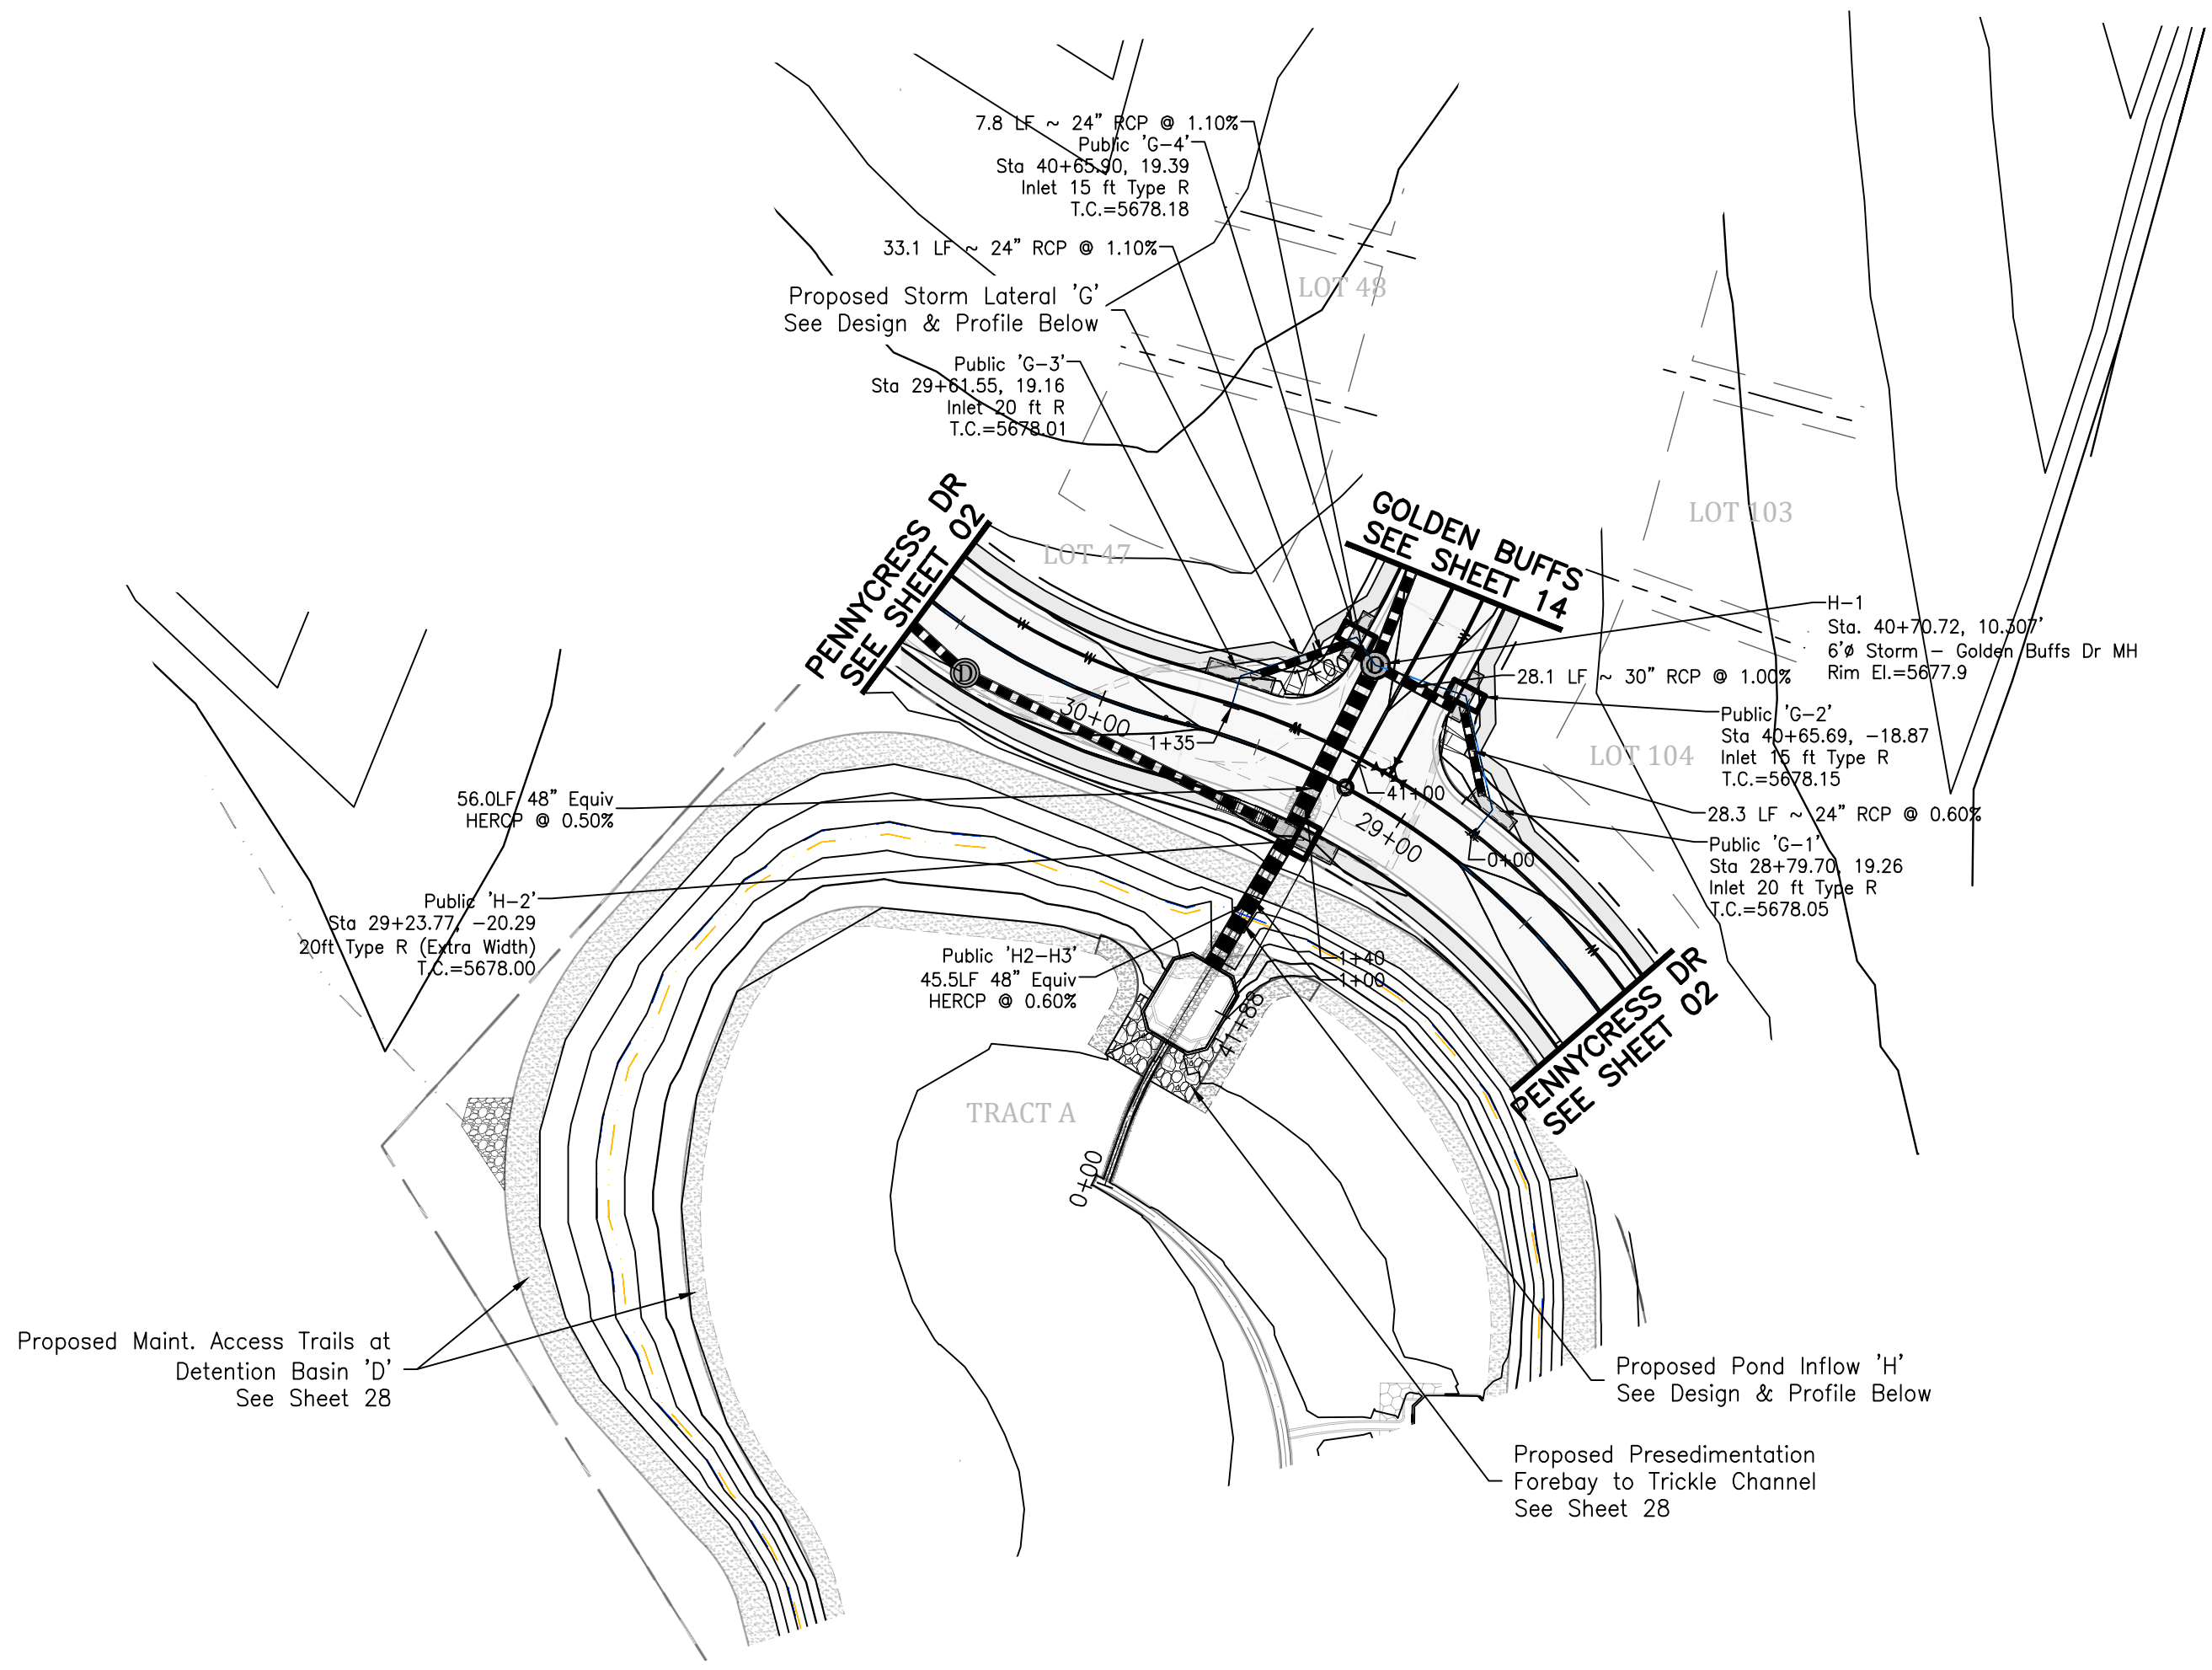 7.8 LF ~ 24" RCP @ 1.10%
Public 'G-4'
Sta 40+65.90, 19.39
Inlet 15 ft Type R
T.C.=5678.18
33.1 LF ~ 24" RCP @ 1.10%
Proposed Storm Lateral 'G'
See Design & Profile Below
Public 'G-3'
Sta 29+61.55, 19.16
Inlet 20 ft R
T.C.=5678.01
LOT 48
LOT 103
LOT 47
LOT 104
PENNYCRESS DR
SEE SHEET 02
GOLDEN BUFFS
SEE SHEET 14
H-1
Sta. 40+70.72, 10.307'
6'ø Storm - Golden Buffs Dr MH
Rim El.=5677.9
28.1 LF ~ 30" RCP @ 1.00%
Public 'G-2'
Sta 40+65.69, -18.87
Inlet 15 ft Type R
T.C.=5678.15
28.3 LF ~ 24" RCP @ 0.60%
Public 'G-1'
Sta 28+79.70, 19.26
Inlet 20 ft Type R
T.C.=5678.05
D
30+00
1+35
41+00
29+00
0+00
56.0LF 48" Equiv
HERCP @ 0.50%
Public 'H-2'
Sta 29+23.77, -20.29
20ft Type R (Extra Width)
T.C.=5678.00
Public 'H2-H3'
45.5LF 48" Equiv
HERCP @ 0.60%
1+40
1+00
41+88
PENNYCRESS DR
SEE SHEET 02
TRACT A
0+00
Proposed Maint. Access Trails at
Detention Basin 'D'
See Sheet 28
Proposed Pond Inflow 'H'
See Design & Profile Below
Proposed Presedimentation
Forebay to Trickle Channel
See Sheet 28